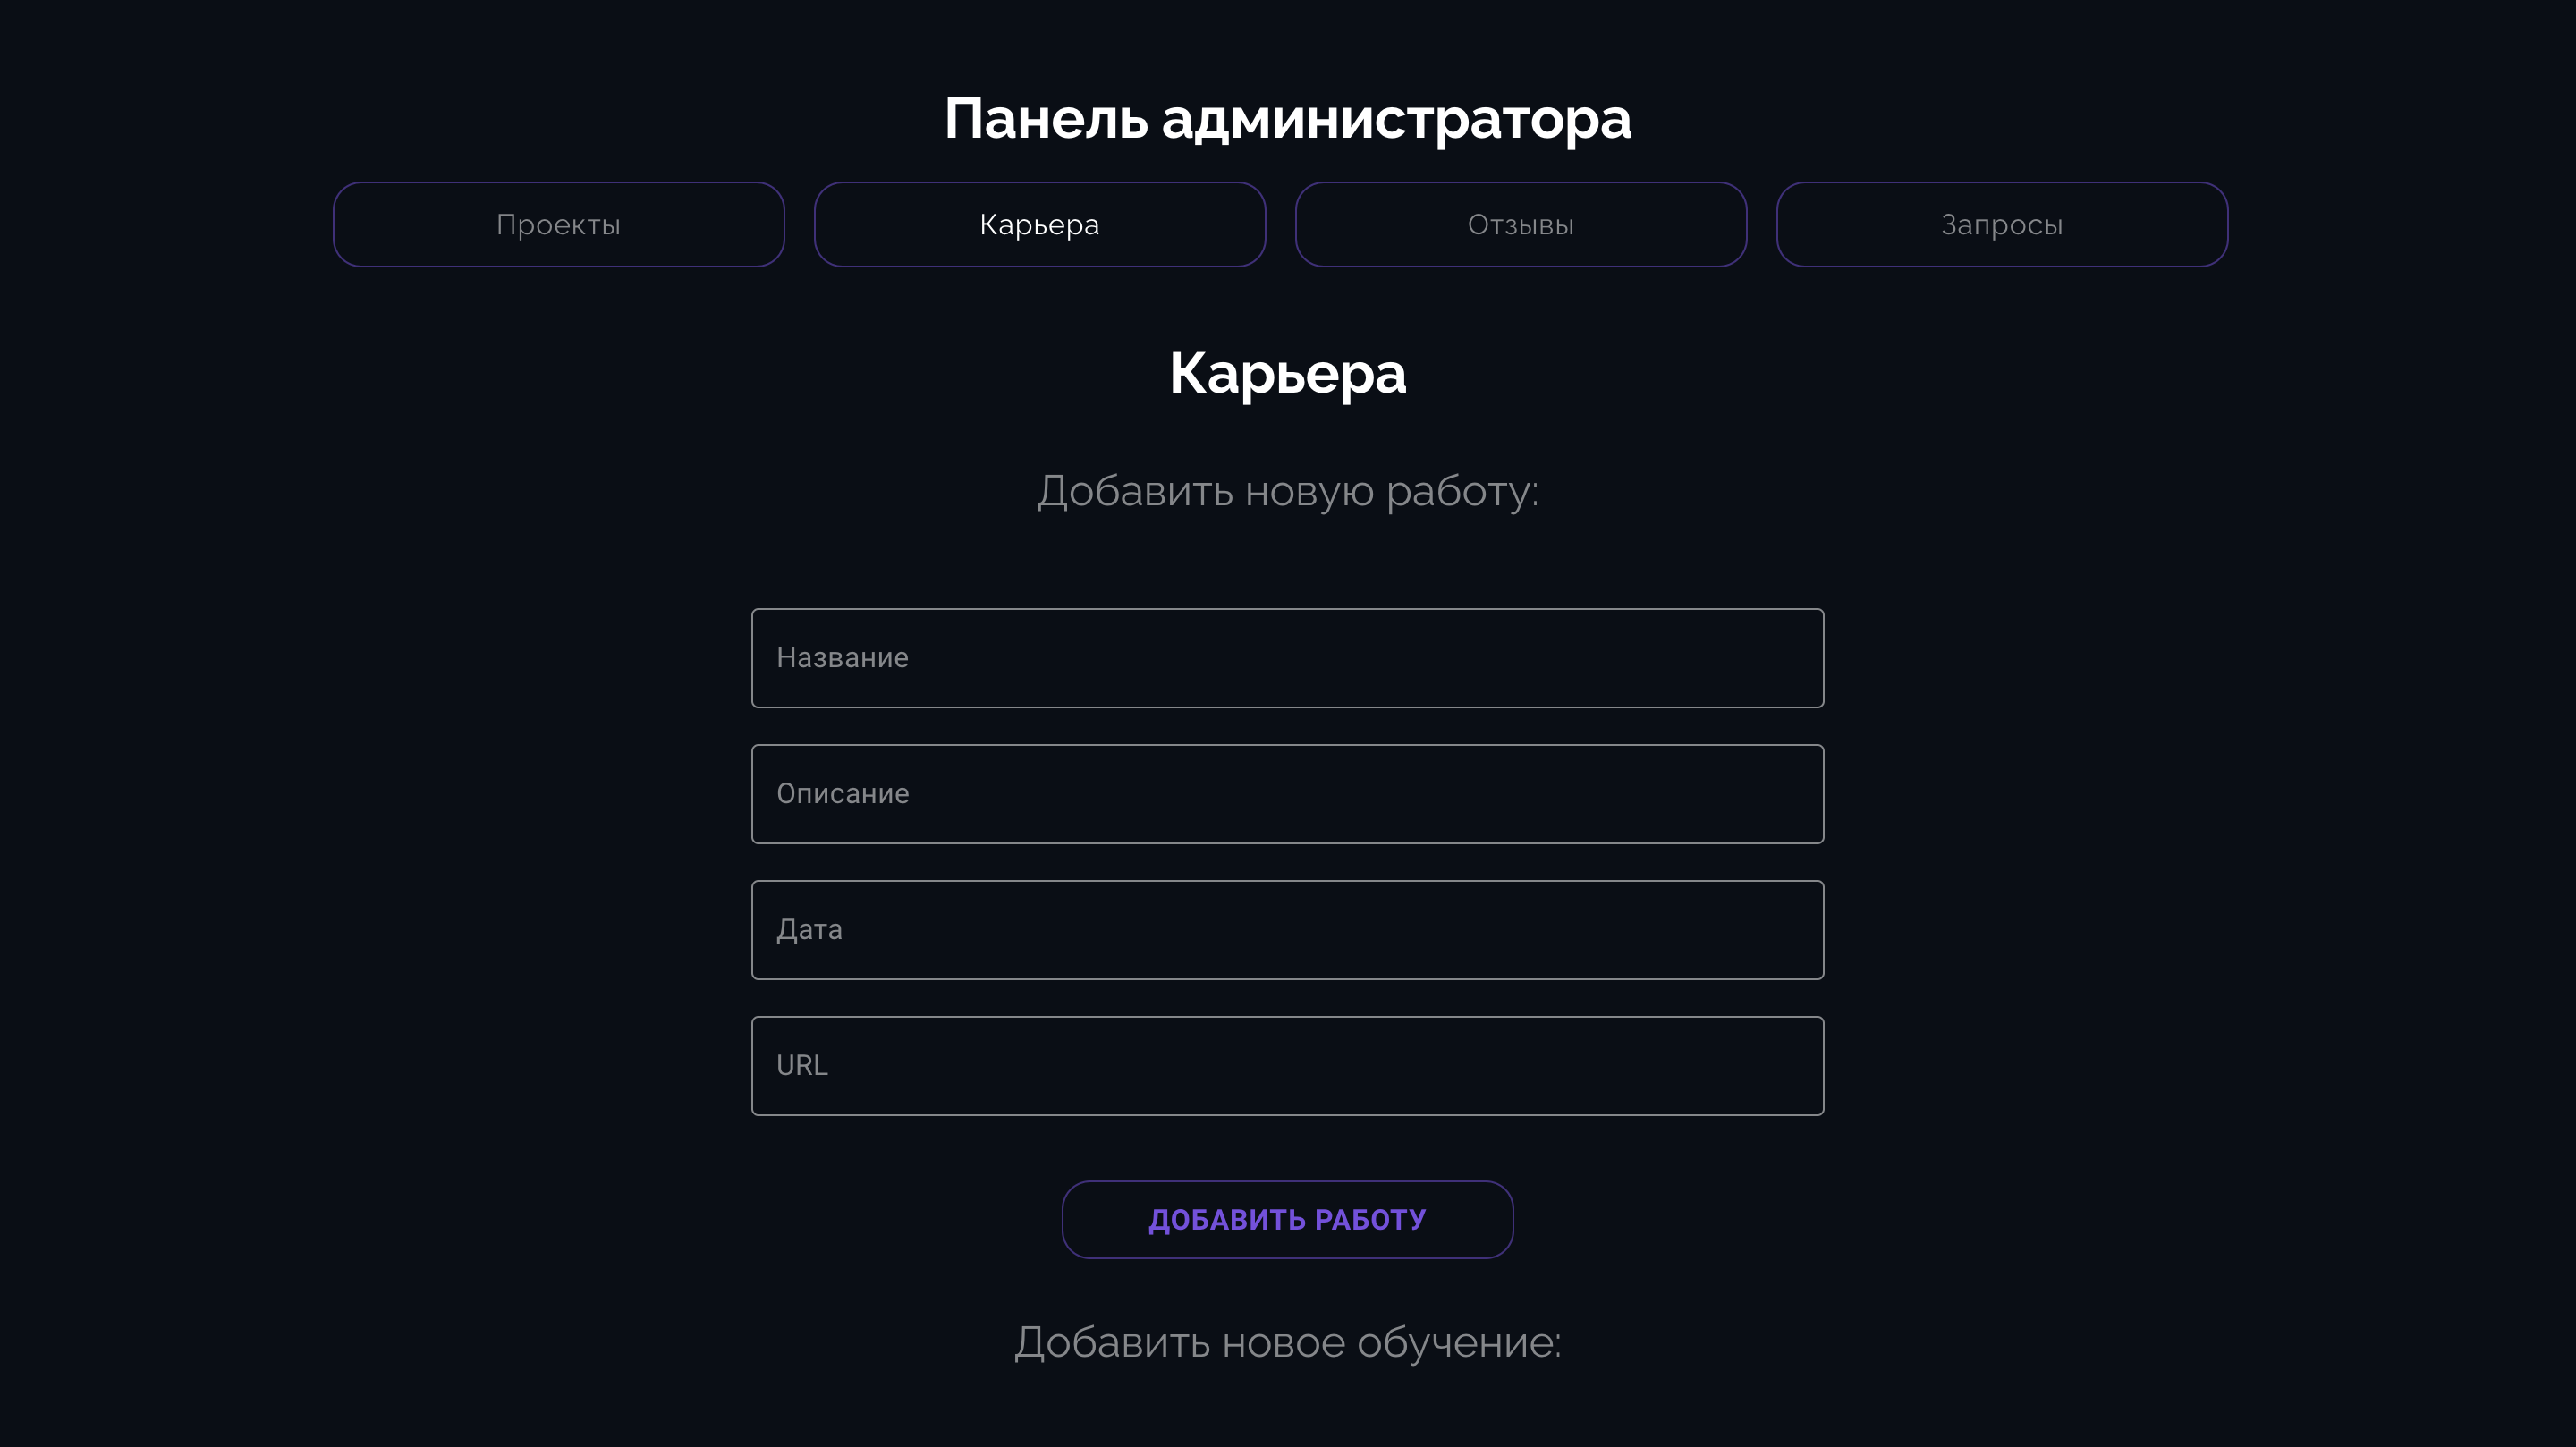 Панель администратора
Проекты
Карьера
Отзывы
Запросы
Карьера
Добавить новую работу:
Название
Описание
Дата
URL
ДОБАВИТЬ РАБОТУ
Добавить новое обучение: